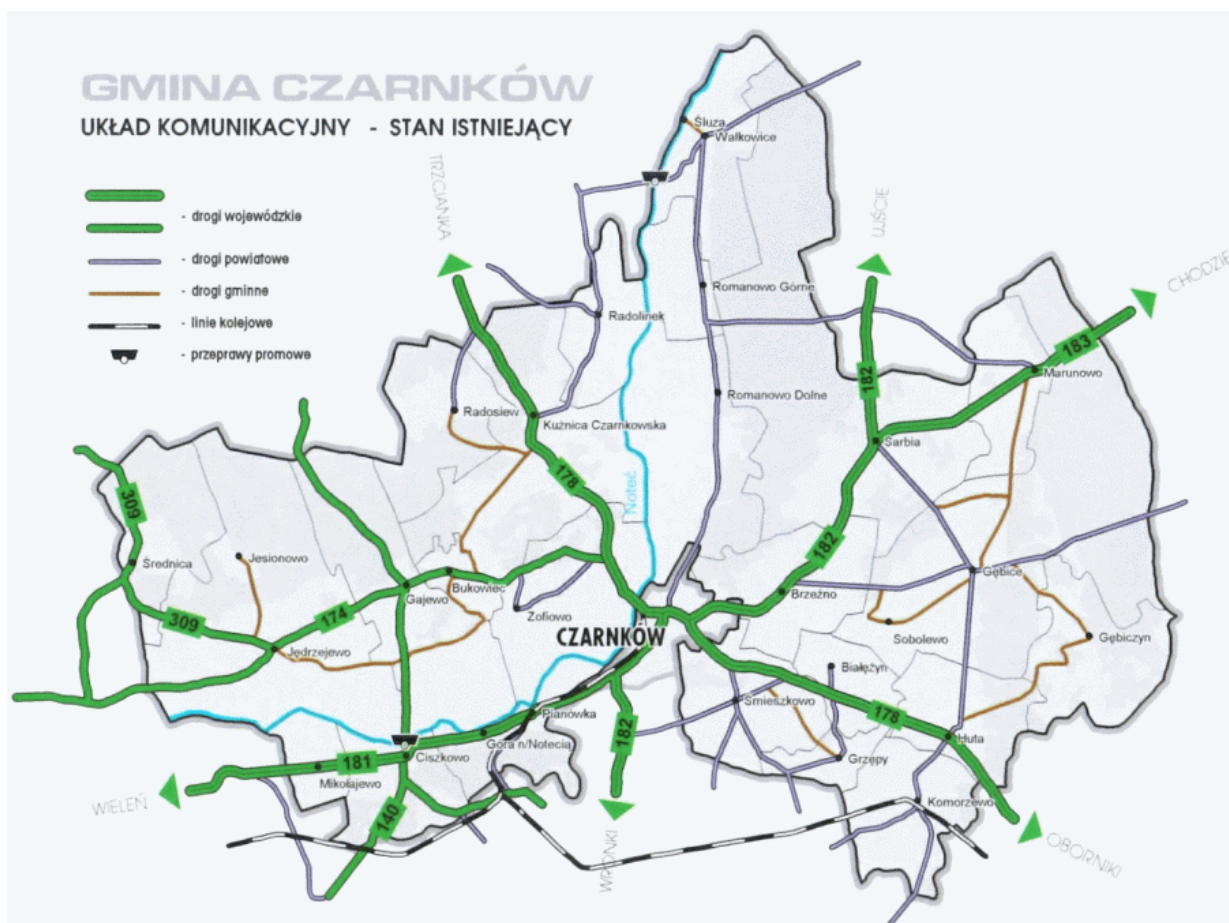 GMINA CZARNKÓW
UKŁAD KOMUNIKACYJNY - STAN ISTNIEJĄCY
- drogi wojewódzkie
- drogi powiatowe
- drogi gminne
- linie kolejowe
- przeprawy promowe
TRZCIANKA
UJŚCIE
CHODZIE
Śluza
Walkowice
Romanowo Górne
Radolinek
183
Marunowo
182
Romanowo Dolne
Radosiew
Kuźnica Czarnkowska
Sarbia
178
Noteć
309
182
Średnica
Jesionowo
Gajewo
Bukowiec
Gębice
Brzeźno
174
309
Zofiowo
CZARNKÓW
Sobolewo
Gębiczyn
Jędrzejewo
Białężyn
Śmieszkowo
178
Pianówka
182
Góra n/Notecią
Huta
Ciszkowo
181
Mikołajewo
Grzępy
WIELEŃ
140
Komorzewo
WRONKI
OBORNIKI